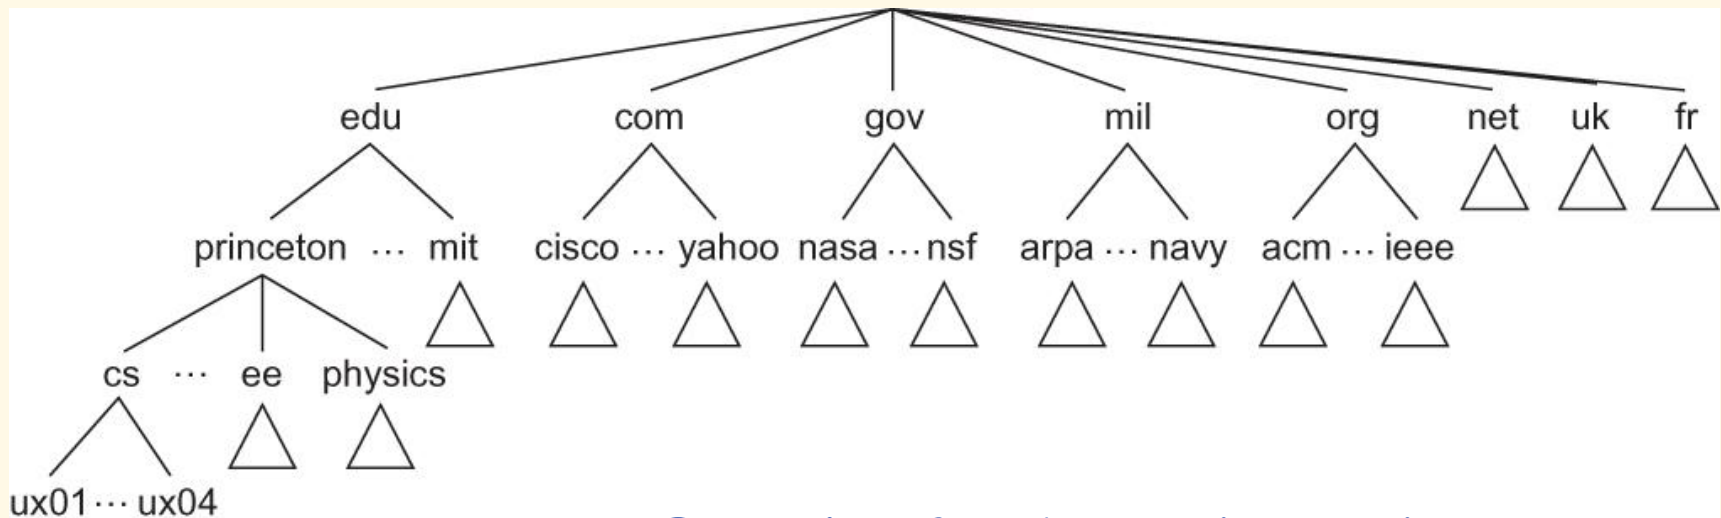 edu com gov mil org net uk fr
princeton ... mit cisco ... yahoo nasa ... nsf arpa ... navy acm ... ieee
cs ... ee physics
ux01 ... ux04